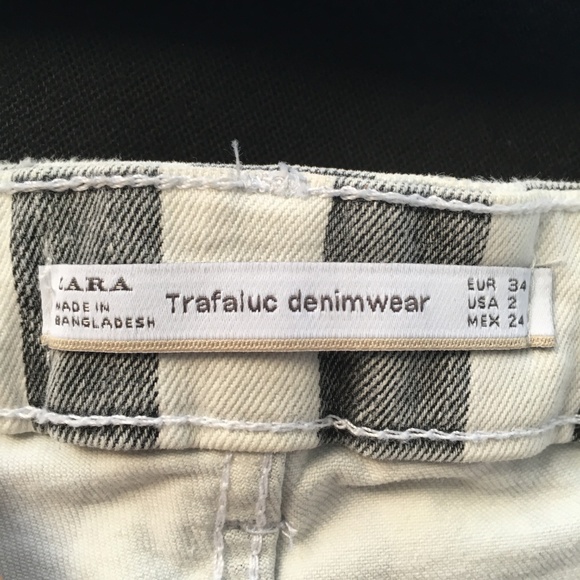 ZARA
MADE IN
BANGLADESH
Trafaluc denimwear
EUR 34
USA 2
MEX 24